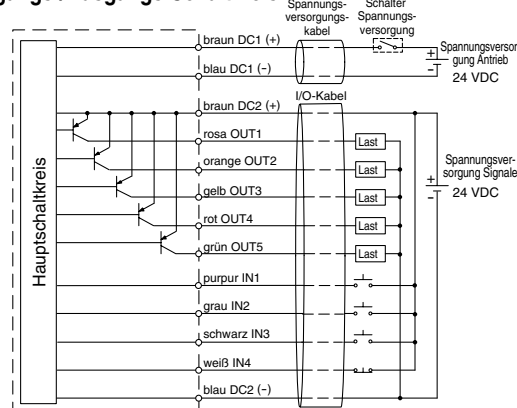 Spannungs-
versorgungs-
kabel
Schalter
Spannungs-
versorgung
braun DC1 (+)
Spannungsversor
gung Antrieb
24 VDC
+
-
blau DC1 (-)
I/O-Kabel
braun DC2 (+)
rosa OUT1
Last
orange OUT2
Last
Spannungsver-
sorgung Signale
24 VDC
+
-
gelb OUT3
Last
rot OUT4
Last
grün OUT5
Last
Hauptschaltkreis
purpur IN1
grau IN2
schwarz IN3
weiß IN4
blau DC2 (-)